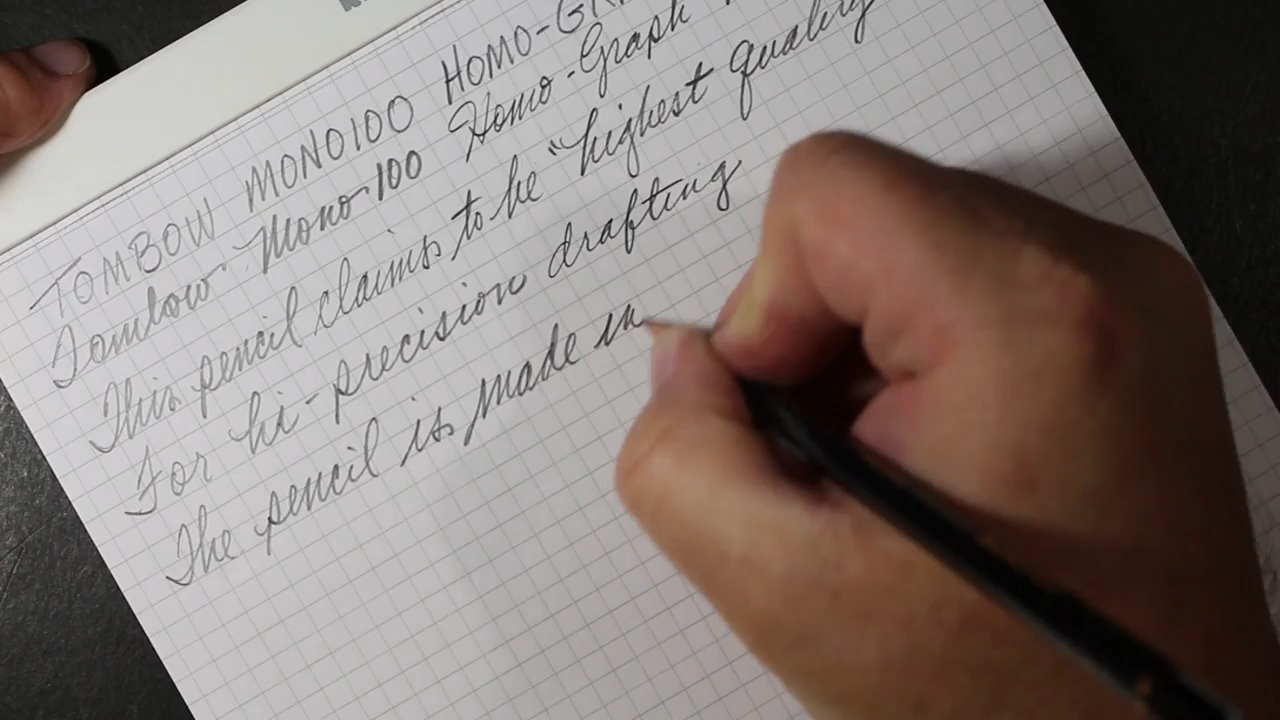 TOMBOW MONO100 HOMO-GR
Tombow Mono 100 Homo-Graph
This pencil claims to be "highest quality
For hi-precision drafting
The pencil is made in